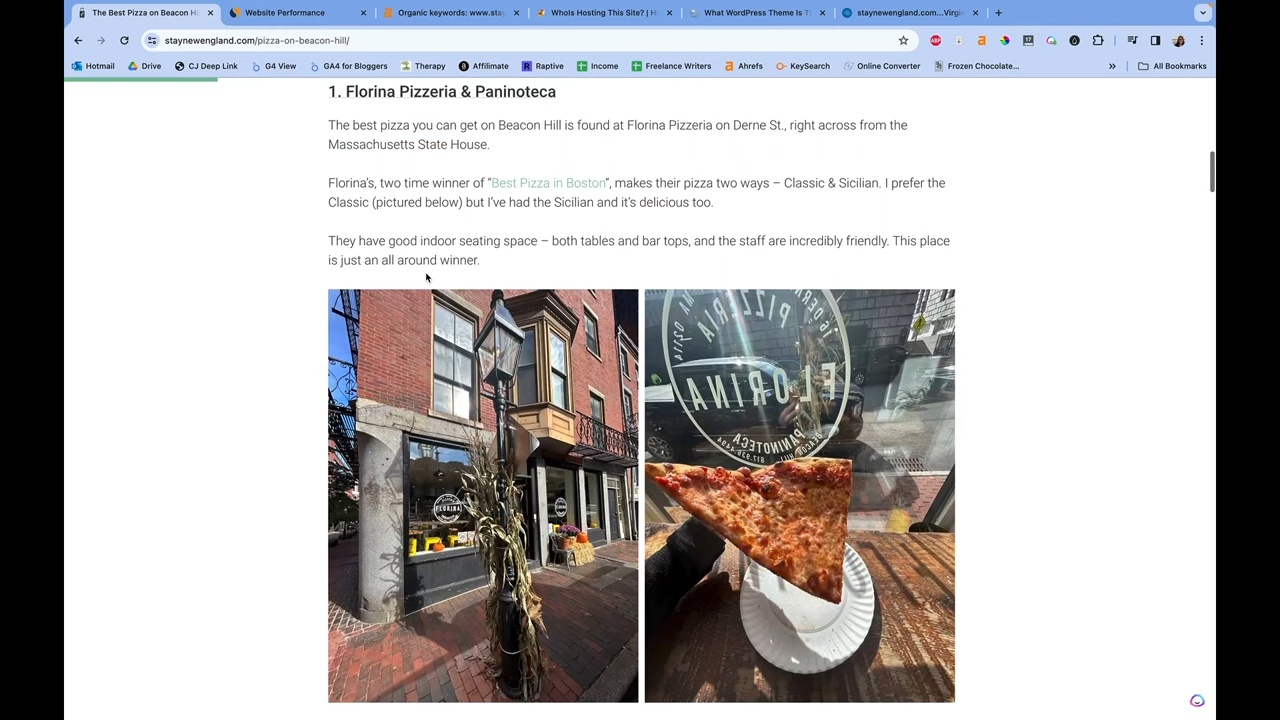 The Best Pizza on Beacon Hi
Website Performance
Organic keywords: www.sta
WhoIs Hosting This Site? | H
What WordPress Theme Is T
staynewengland.com...Virgi
staynewengland.com/pizza-on-beacon-hill/
Hotmail Drive CJ Deep Link G4 View GA4 for Bloggers Therapy Affilimate Raptive Income Freelance Writers Ahrefs KeySearch Online Converter Frozen Chocolate... » All Bookmarks
1. Florina Pizzeria & Paninoteca
The best pizza you can get on Beacon Hill is found at Florina Pizzeria on Derne St., right across from the
Massachusetts State House.
Florina's, two time winner of “Best Pizza in Boston“, makes their pizza two ways – Classic & Sicilian. I prefer the
Classic (pictured below) but I've had the Sicilian and it's delicious too.
They have good indoor seating space – both tables and bar tops, and the staff are incredibly friendly. This place
is just an all around winner.
FLORINA
PIZZERIA
FLORINA
PANINOTECA